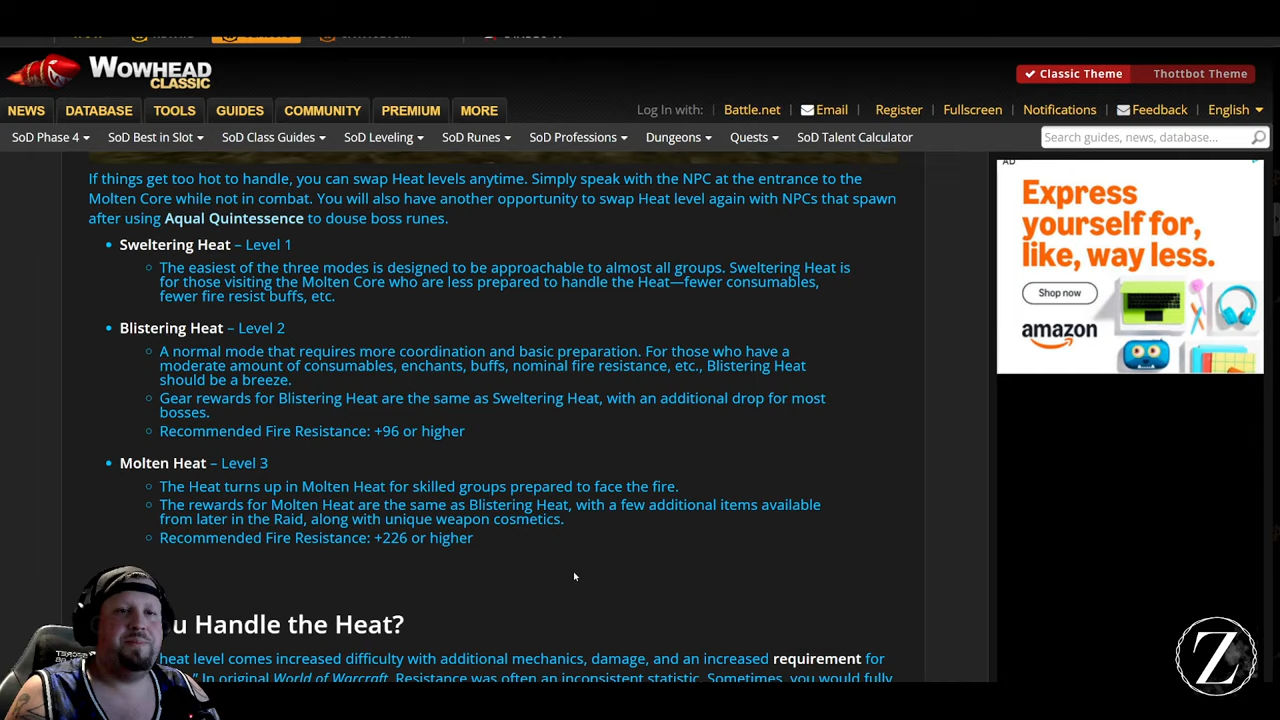 WOWHEAD
CLASSIC
Classic Theme
Thottbot Theme
NEWS DATABASE TOOLS GUIDES COMMUNITY PREMIUM MORE
Log In with: Battle.net Email Register Fullscreen Notifications Feedback English
SoD Phase 4 SoD Best in Slot SoD Class Guides SoD Leveling SoD Runes SoD Professions Dungeons Quests SoD Talent Calculator
Search guides, news, database...
If things get too hot to handle, you can swap Heat levels anytime. Simply speak with the NPC at the entrance to the
Molten Core while not in combat. You will also have another opportunity to swap Heat level again with NPCs that spawn
after using Aqual Quintessence to douse boss runes.
• Sweltering Heat – Level 1
The easiest of the three modes is designed to be approachable to almost all groups. Sweltering Heat is
for those visiting the Molten Core who are less prepared to handle the Heat—fewer consumables,
fewer fire resist buffs, etc.
• Blistering Heat – Level 2
A normal mode that requires more coordination and basic preparation. For those who have a
moderate amount of consumables, enchants, buffs, nominal fire resistance, etc., Blistering Heat
should be a breeze.
Gear rewards for Blistering Heat are the same as Sweltering Heat, with an additional drop for most
bosses.
Recommended Fire Resistance: +96 or higher
• Molten Heat – Level 3
The Heat turns up in Molten Heat for skilled groups prepared to face the fire.
The rewards for Molten Heat are the same as Blistering Heat, with a few additional items available
from later in the Raid, along with unique weapon cosmetics.
Recommended Fire Resistance: +226 or higher
u Handle the Heat?
heat level comes increased difficulty with additional mechanics, damage, and an increased requirement for
In original World of Warcraft, Resistance was often an inconsistent statistic. Sometimes, you would fully
AD
Express
yourself for,
like, way less.
Shop now
amazon
Z